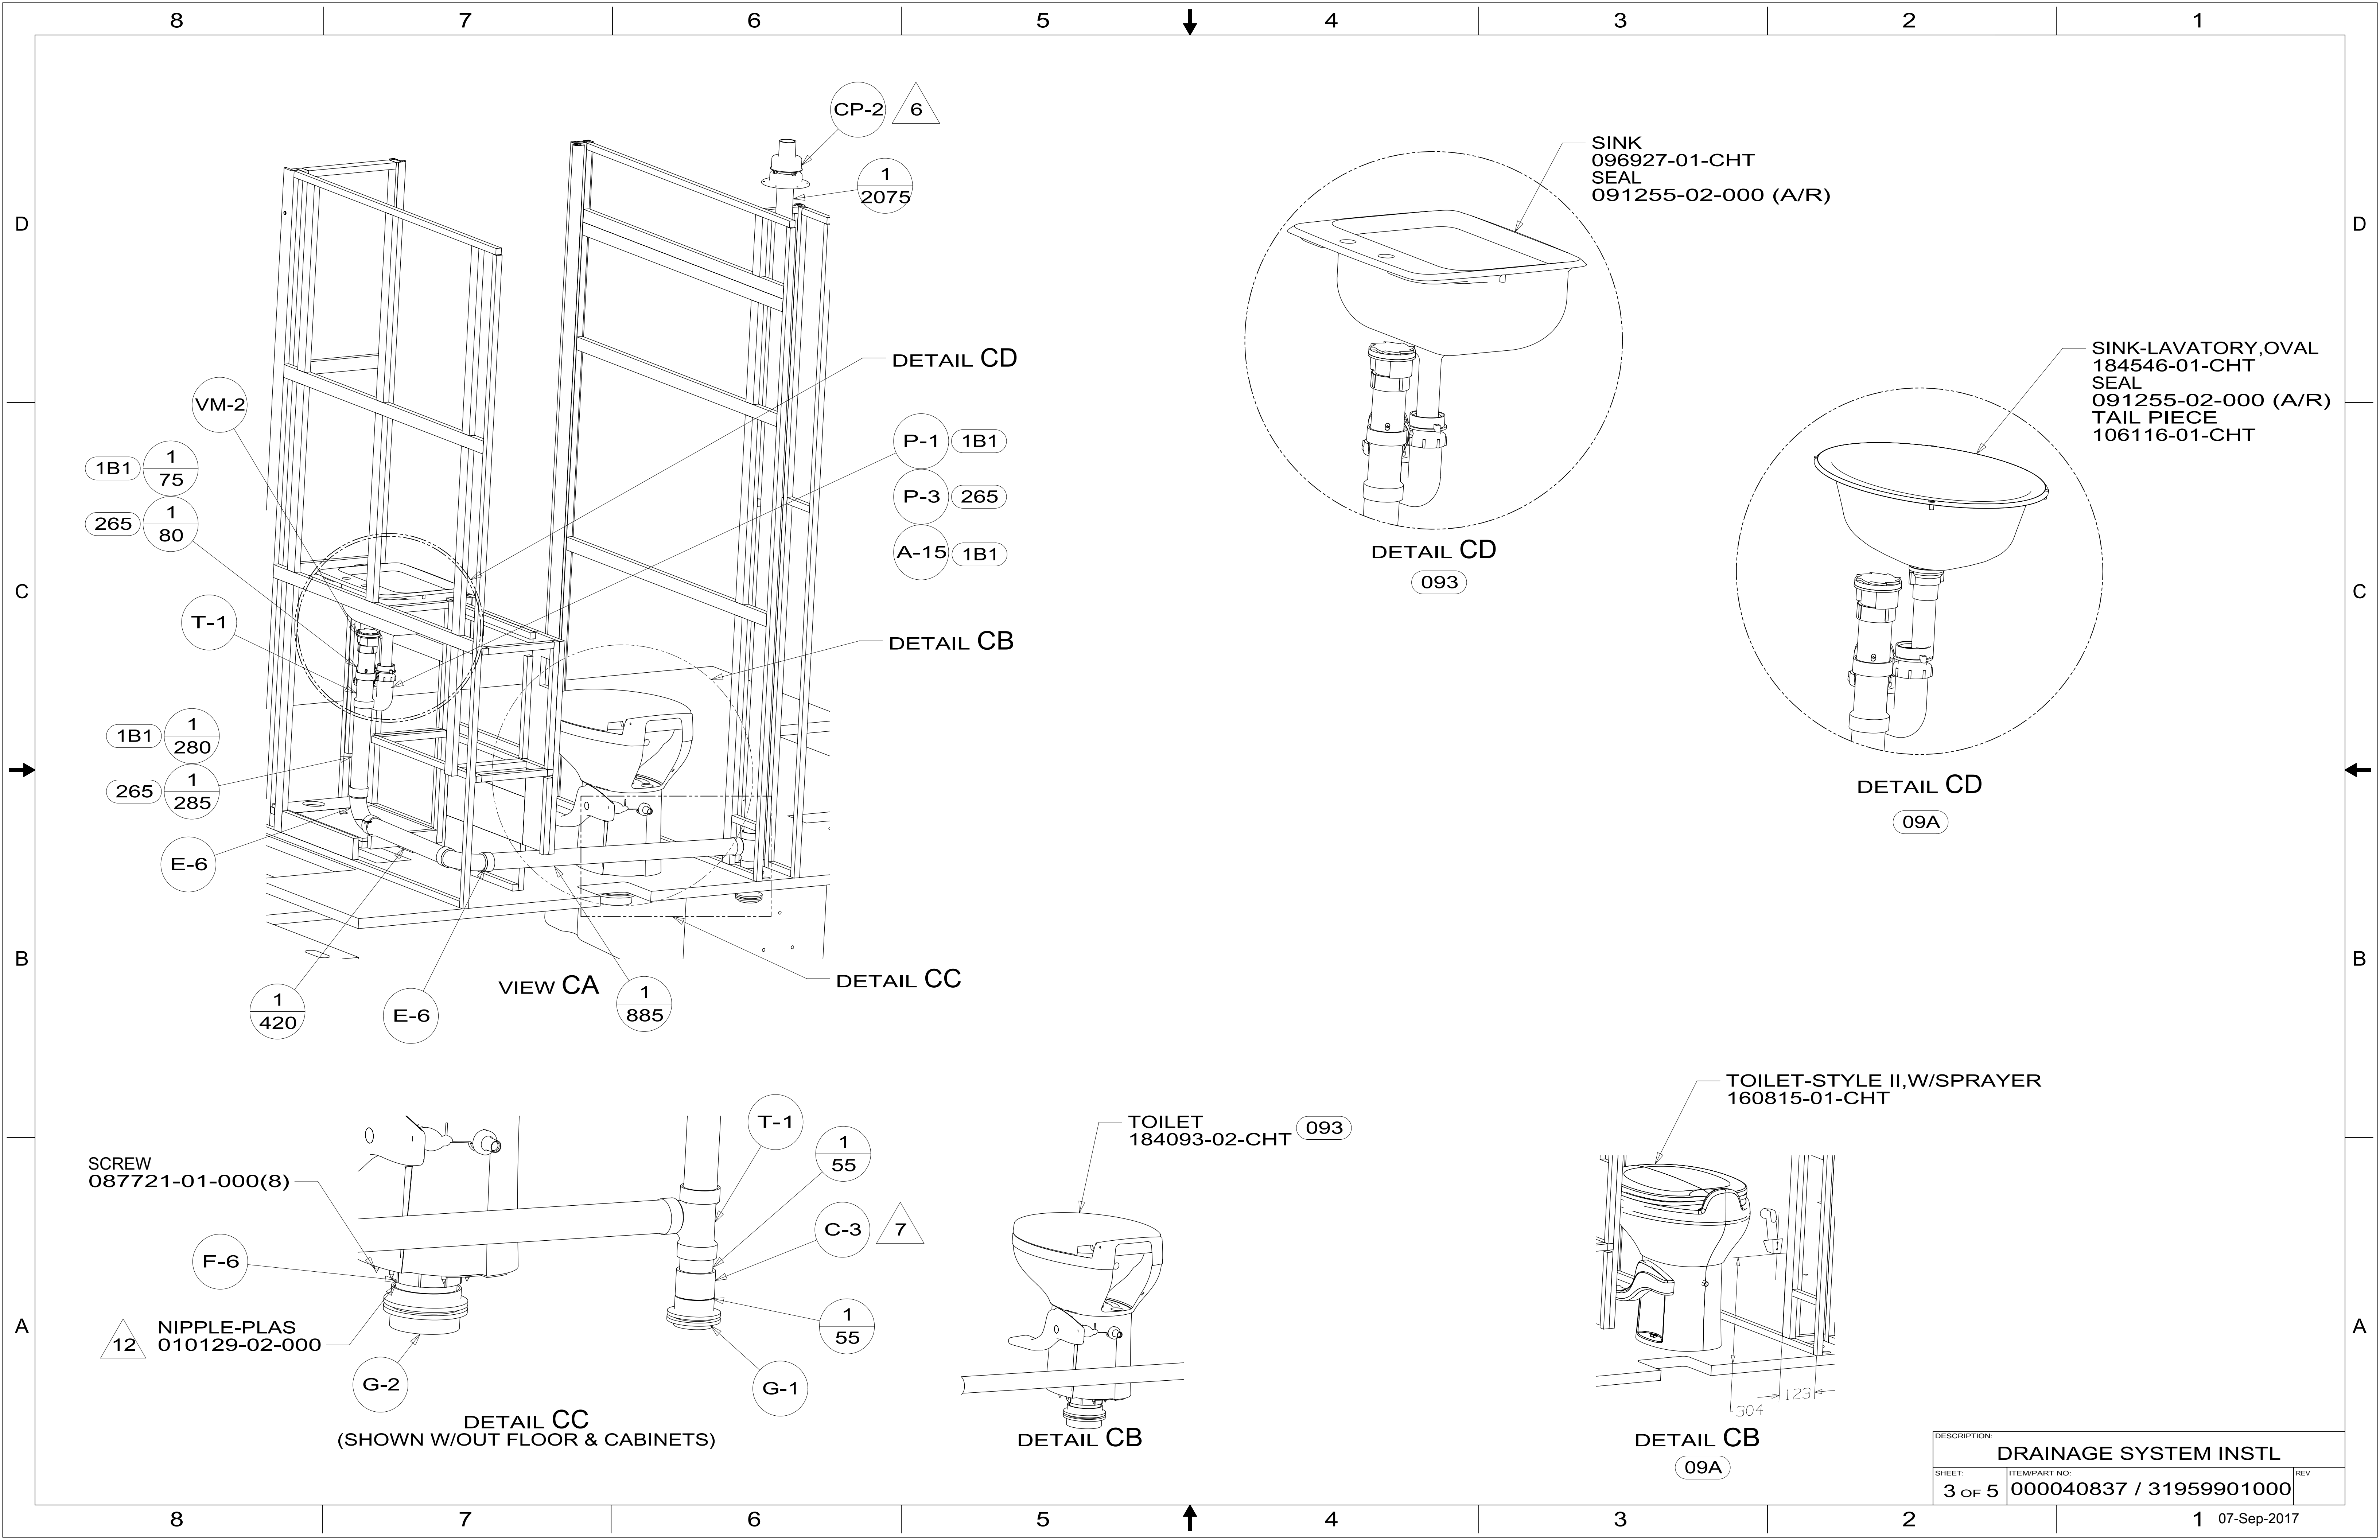 8 7 6 5 4 3 2 1
D
C
B
A
D
C
B
A
CP-2
6
1
2075
DETAIL CD
VM-2
1B1
1
75
265
1
80
T-1
P-1
1B1
P-3
265
A-15
1B1
DETAIL CB
1B1
1
280
265
1
285
E-6
1
420
E-6
VIEW CA
1
885
DETAIL CC
SINK
096927-01-CHT
SEAL
091255-02-000 (A/R)
DETAIL CD
093
SINK-LAVATORY,OVAL
184546-01-CHT
SEAL
091255-02-000 (A/R)
TAIL PIECE
106116-01-CHT
DETAIL CD
09A
SCREW
087721-01-000(8)
F-6
12
NIPPLE-PLAS
010129-02-000
G-2
T-1
1
55
C-3
7
1
55
G-1
DETAIL CC
(SHOWN W/OUT FLOOR & CABINETS)
TOILET
184093-02-CHT
093
DETAIL CB
TOILET-STYLE II,W/SPRAYER
160815-01-CHT
304
123
DETAIL CB
09A
DESCRIPTION:
DRAINAGE SYSTEM INSTL
SHEET:
3 OF 5
ITEM/PART NO:
000040837 / 31959901000
REV
8 7 6 5 4 3 2 1
07-Sep-2017